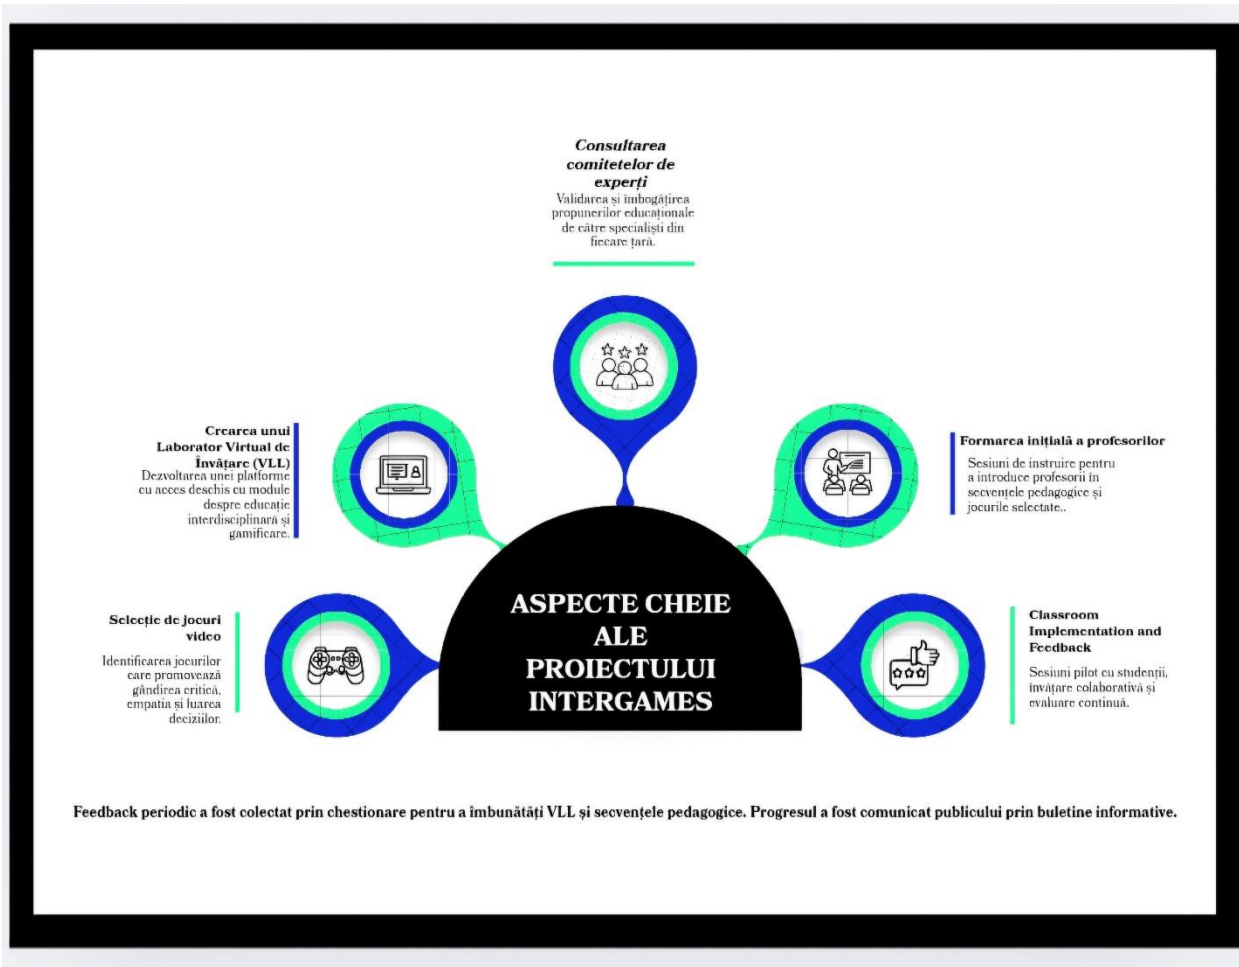 Consultarea
comitetelor de
experți
Validarea și îmbogățirea
propunerilor educaționale
de către specialiști din
fiecare țară.
Crearea unui
Laborator Virtual de
Învățare (VLL)
Dezvoltarea unei platforme
cu acces deschis cu module
despre educație
interdisciplinară și
gamificare.
Formarea inițială a profesorilor
Sesiuni de instruire pentru
a introduce profesorii în
secvențele pedagogice și
jocurile selectate..
Selecție de jocuri
video
Identificarea jocurilor
care promovează
gândirea critică,
empatia și luarea
deciziilor.
ASPECTE CHEIE
ALE
PROIECTULUI
INTERGAMES
Classroom
Implementation and
Feedback
Sesiuni pilot cu studenții,
învățare colaborativă și
evaluare continuă.
Feedback periodic a fost colectat prin chestionare pentru a îmbunătăți VLL și secvențele pedagogice. Progresul a fost comunicat publicului prin buletine informative.